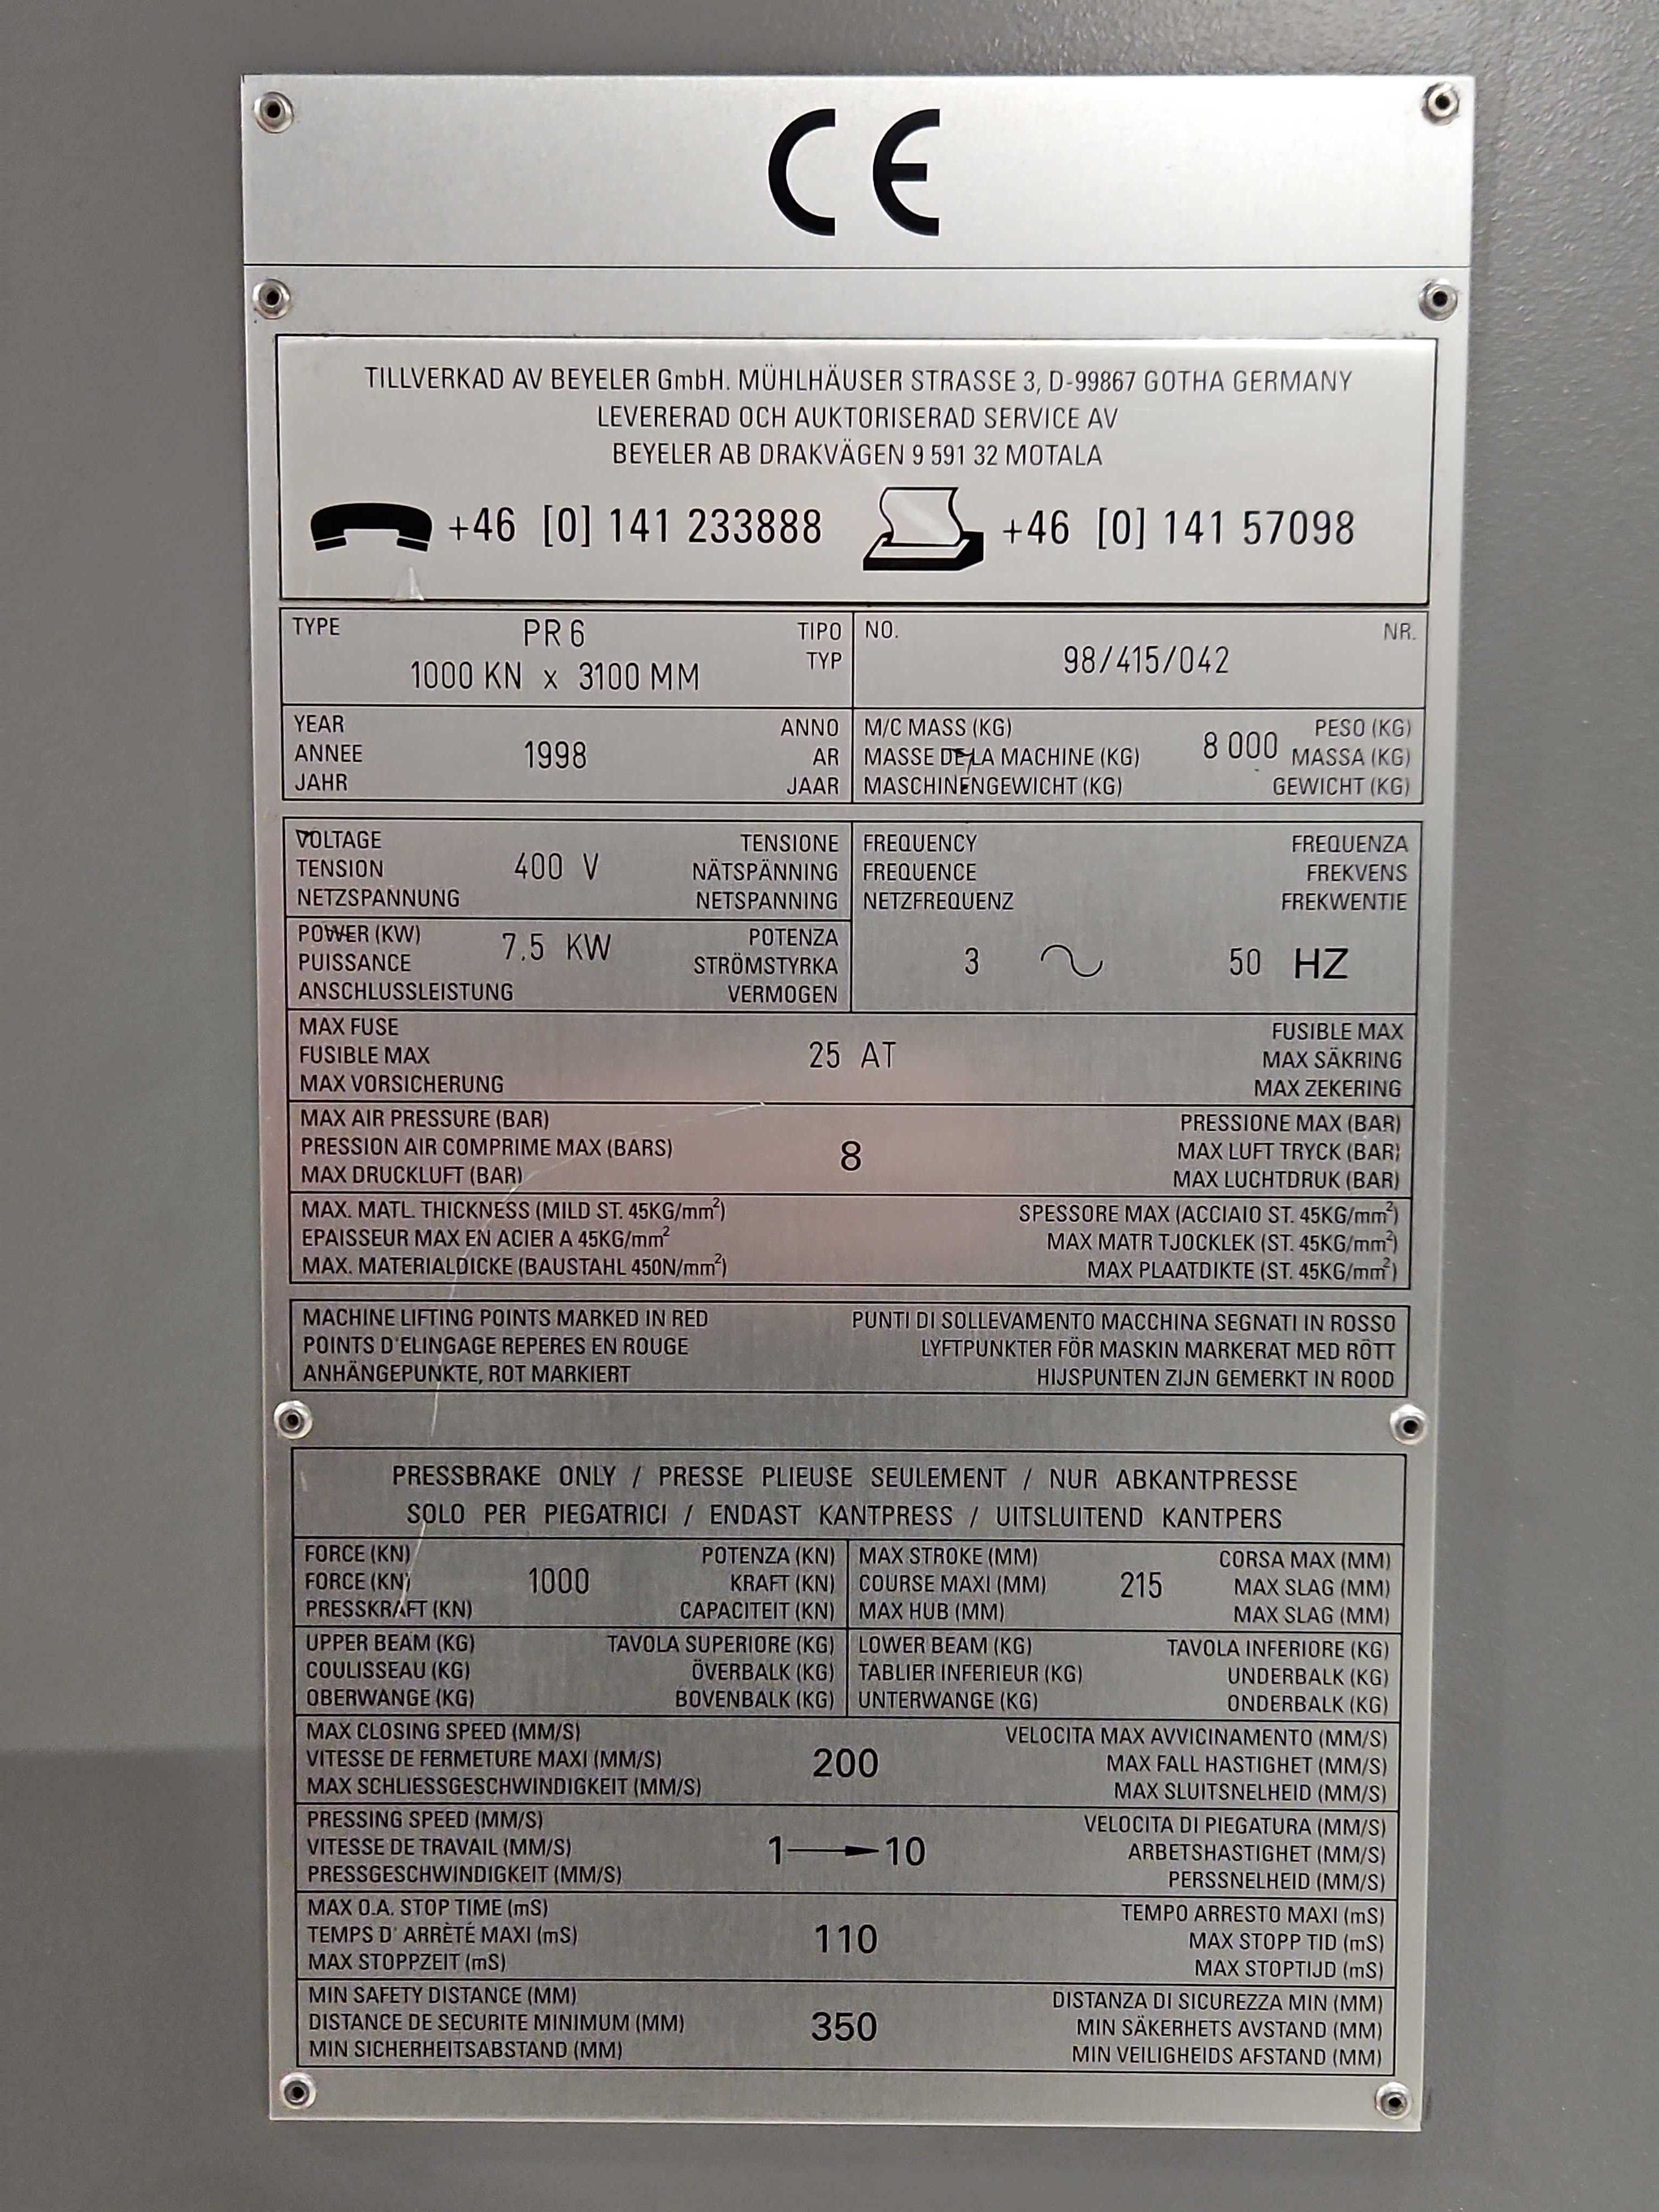 CE
TILLVERKAD AV BEYELER GmbH. MÜHLHÄUSER STRASSE 3, D-99867 GOTHA GERMANY
LEVERERAD OCH AUKTORISERAD SERVICE AV
BEYELER AB DRAKVÄGEN 9 591 32 MOTALA
+46 [0] 141 233888 +46 [0] 141 57098
TYPE PR 6 TIPO
1000 KN x 3100 MM TYP
NO. 98/415/042 NR.
YEAR ANNO
ANNEE 1998 AR
JAHR JAAR
M/C MASS (KG) PESO (KG)
MASSE DE LA MACHINE (KG) 8 000 MASSA (KG)
MASCHINENGEWICHT (KG) GEWICHT (KG)
VOLTAGE TENSIONE
TENSION 400 V NÄTSPÄNNING
NETZSPANNUNG NETSPANNING
POWER (KW) 7.5 KW POTENZA
PUISSANCE STRÖMSTYRKA
ANSCHLUSSLEISTUNG VERMOGEN
FREQUENCY FREQUENZA
FREQUENCE FREKVENS
NETZFREQUENZ FREKWENTIE
3 50 HZ
MAX FUSE FUSIBLE MAX
FUSIBLE MAX 25 AT MAX SÄKRING
MAX VORSICHERUNG MAX ZEKERING
MAX AIR PRESSURE (BAR) PRESSIONE MAX (BAR)
PRESSION AIR COMPRIME MAX (BARS) 8 MAX LUFT TRYCK (BAR)
MAX DRUCKLUFT (BAR) MAX LUCHTDRUK (BAR)
MAX. MATL. THICKNESS (MILD ST. 45KG/mm²) SPESSORE MAX (ACCIAIO ST. 45KG/mm²)
EPAISSEUR MAX EN ACIER A 45KG/mm² MAX MATR TJOCKLEK (ST. 45KG/mm²)
MAX. MATERIALDICKE (BAUSTAHL 450N/mm²) MAX PLAATDIKTE (ST. 45KG/mm²)
MACHINE LIFTING POINTS MARKED IN RED PUNTI DI SOLLEVAMENTO MACCHINA SEGNATI IN ROSSO
POINTS D'ELINGAGE REPERES EN ROUGE LYFTPUNKTER FÖR MASKIN MARKERAT MED RÖTT
ANHÄNGEPUNKTE, ROT MARKIERT HIJSPUNTEN ZIJN GEMERKT IN ROOD
PRESSBRAKE ONLY / PRESSE PLIEUSE SEULEMENT / NUR ABKANTPRESSE
SOLO PER PIEGATRICI / ENDAST KANTPRESS / UITSLUITEND KANTPERS
FORCE (KN) POTENZA (KN)
FORCE (KN) 1000 KRAFT (KN)
PRESSKRAFT (KN) CAPACITEIT (KN)
MAX STROKE (MM) CORSA MAX (MM)
COURSE MAXI (MM) 215 MAX SLAG (MM)
MAX HUB (MM) MAX SLAG (MM)
UPPER BEAM (KG) TAVOLA SUPERIORE (KG)
COULISSEAU (KG) ÖVERBALK (KG)
OBERWANGE (KG) BOVENBALK (KG)
LOWER BEAM (KG) TAVOLA INFERIORE (KG)
TABLIER INFERIEUR (KG) UNDERBALK (KG)
UNTERWANGE (KG) ONDERBALK (KG)
MAX CLOSING SPEED (MM/S) VELOCITA MAX AVVICINAMENTO (MM/S)
VITESSE DE FERMETURE MAXI (MM/S) 200 MAX FALL HASTIGHET (MM/S)
MAX SCHLIESSGESCHWINDIGKEIT (MM/S) MAX SLUITSNELHEID (MM/S)
PRESSING SPEED (MM/S) VELOCITA DI PIEGATURA (MM/S)
VITESSE DE TRAVAIL (MM/S) 1 → 10 ARBETSHASTIGHET (MM/S)
PRESSGESCHWINDIGKEIT (MM/S) PERSSNELHEID (MM/S)
MAX O.A. STOP TIME (mS) TEMPO ARRESTO MAXI (mS)
TEMPS D' ARRÈTÉ MAXI (mS) 110 MAX STOPP TID (mS)
MAX STOPPZEIT (mS) MAX STOPTIJD (mS)
MIN SAFETY DISTANCE (MM) DISTANZA DI SICUREZZA MIN (MM)
DISTANCE DE SECURITE MINIMUM (MM) 350 MIN SÄKERHETS AVSTAND (MM)
MIN SICHERHEITSABSTAND (MM) MIN VEILIGHEIDS AFSTAND (MM)